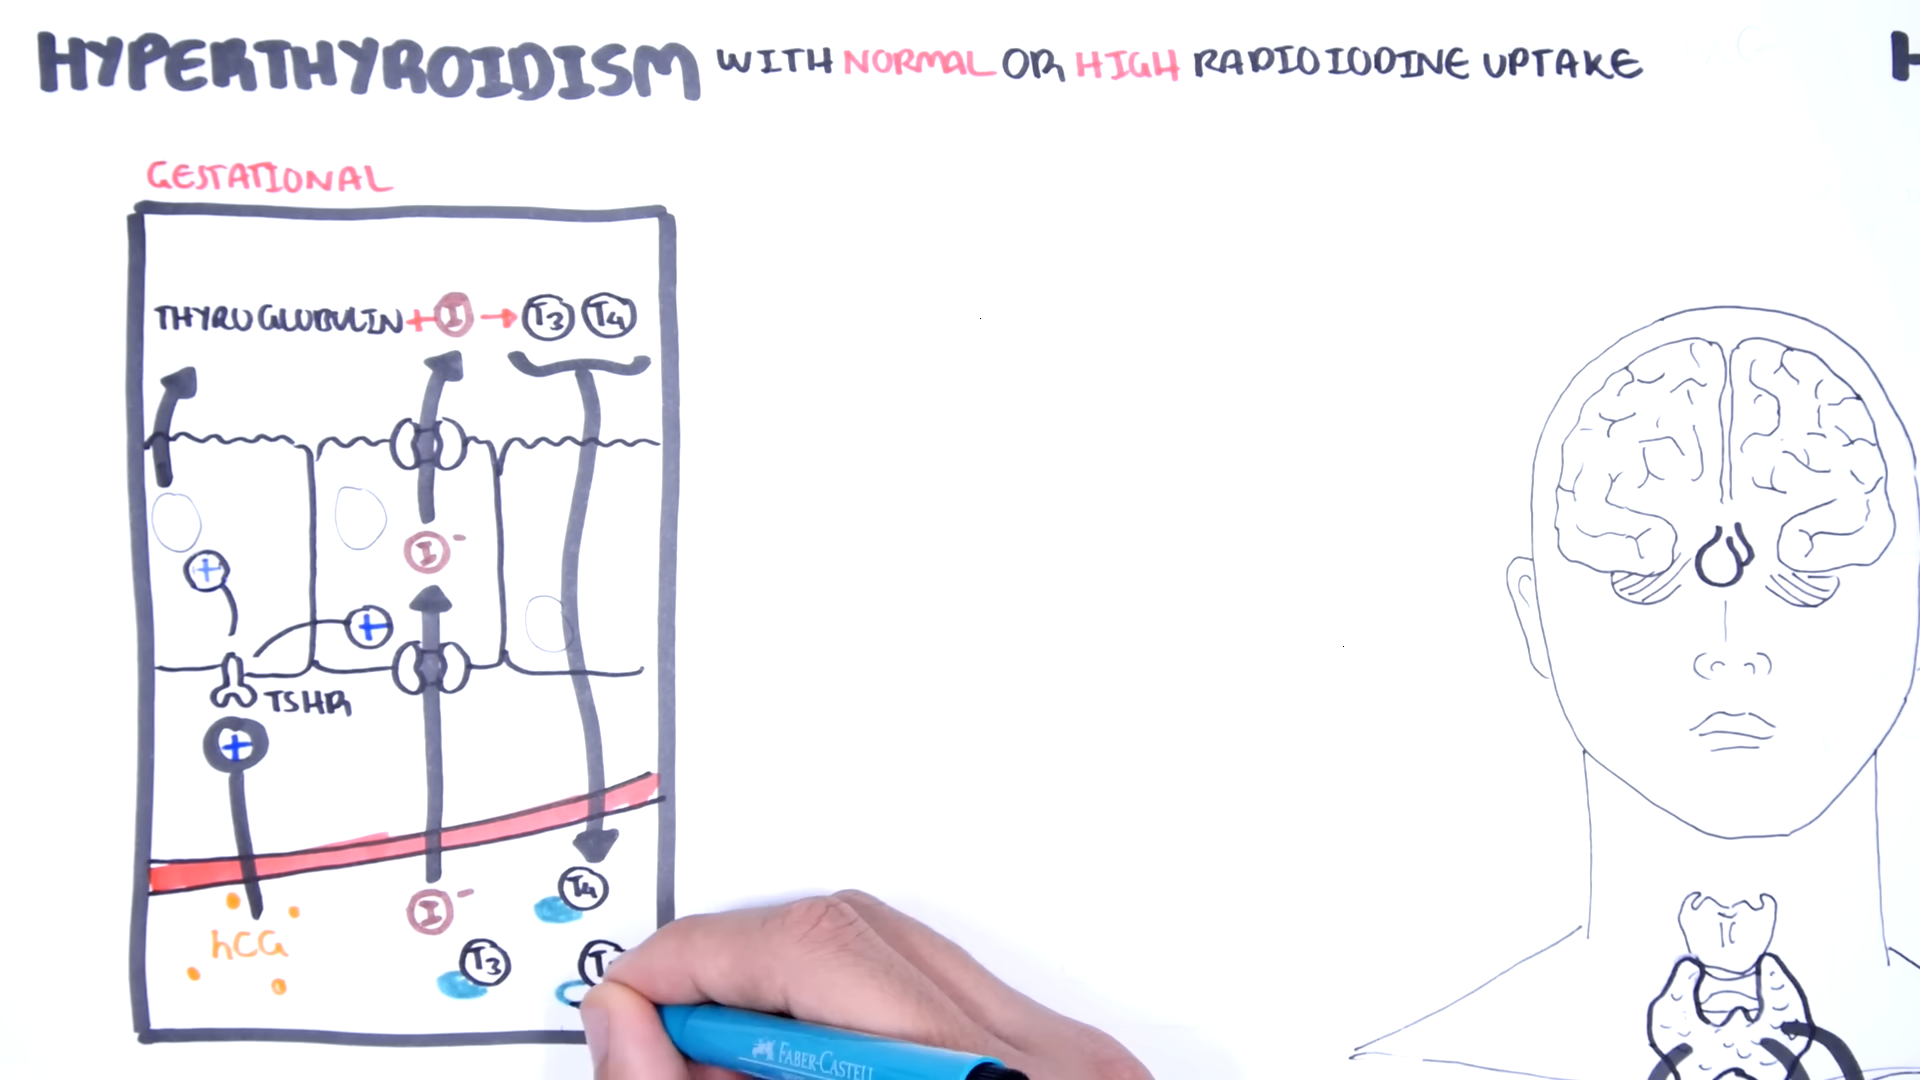 HYPERTHYROIDISM WITH NORMAL OR HIGH RADIOIODINE UPTAKE H
GESTATIONAL
THYROGLOBULIN + I → T3 T4
I-
+
+
TSHR
+
I-
T4
hCG
T3
FABER-CASTELL